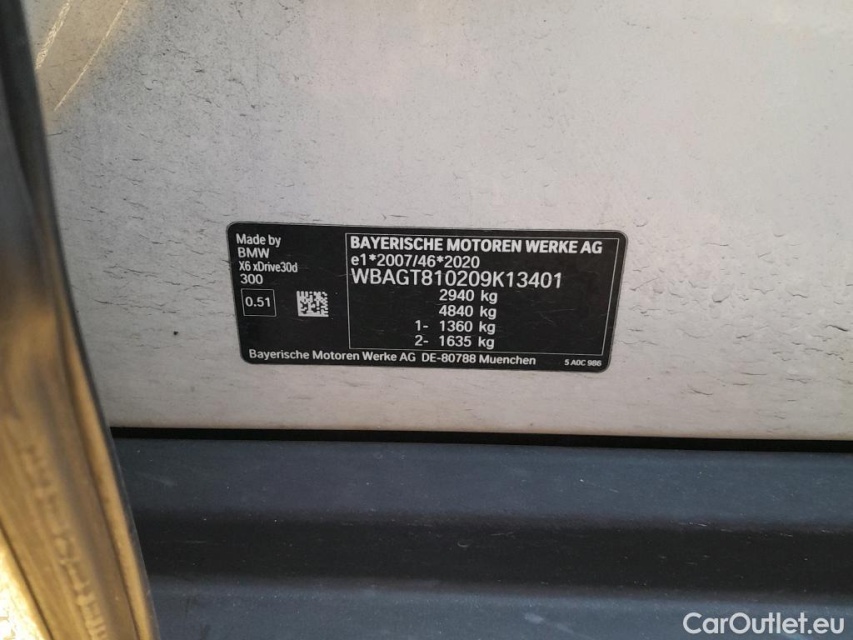 Made by
BMW
X6 xDrive30d
300
0.51
BAYERISCHE MOTOREN WERKE AG
e1*2007/46*2020
WBAGT810209K13401
2940 kg
4840 kg
1- 1360 kg
2- 1635 kg
Bayerische Motoren Werke AG DE-80788 Muenchen
5 A0C 986
CarOutlet.eu